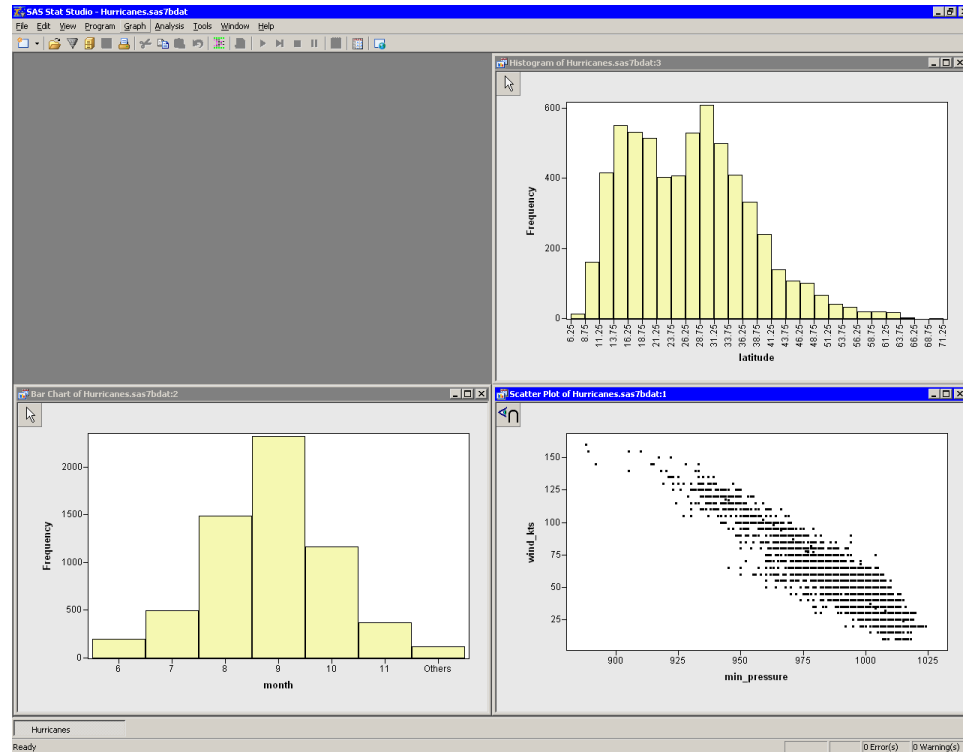 SAS Stat Studio - Hurricanes.sas7bdat
File Edit View Program Graph Analysis Tools Window Help
Histogram of Hurricanes.sas7bdat:3
600
400
200
0
Frequency
6.25 8.75 11.25 13.75 16.25 18.75 21.25 23.75 26.25 28.75 31.25 33.75 36.25 38.75 41.25 43.75 46.25 48.75 51.25 53.75 56.25 58.75 61.25 63.75 66.25 68.75 71.25
latitude
Bar Chart of Hurricanes.sas7bdat:2
2000
1500
1000
500
0
Frequency
6 7 8 9 10 11 Others
month
Scatter Plot of Hurricanes.sas7bdat:1
150
125
100
75
50
25
wind_kts
900 925 950 975 1000 1025
min_pressure
Hurricanes
Ready 0 Error(s) 0 Warning(s)